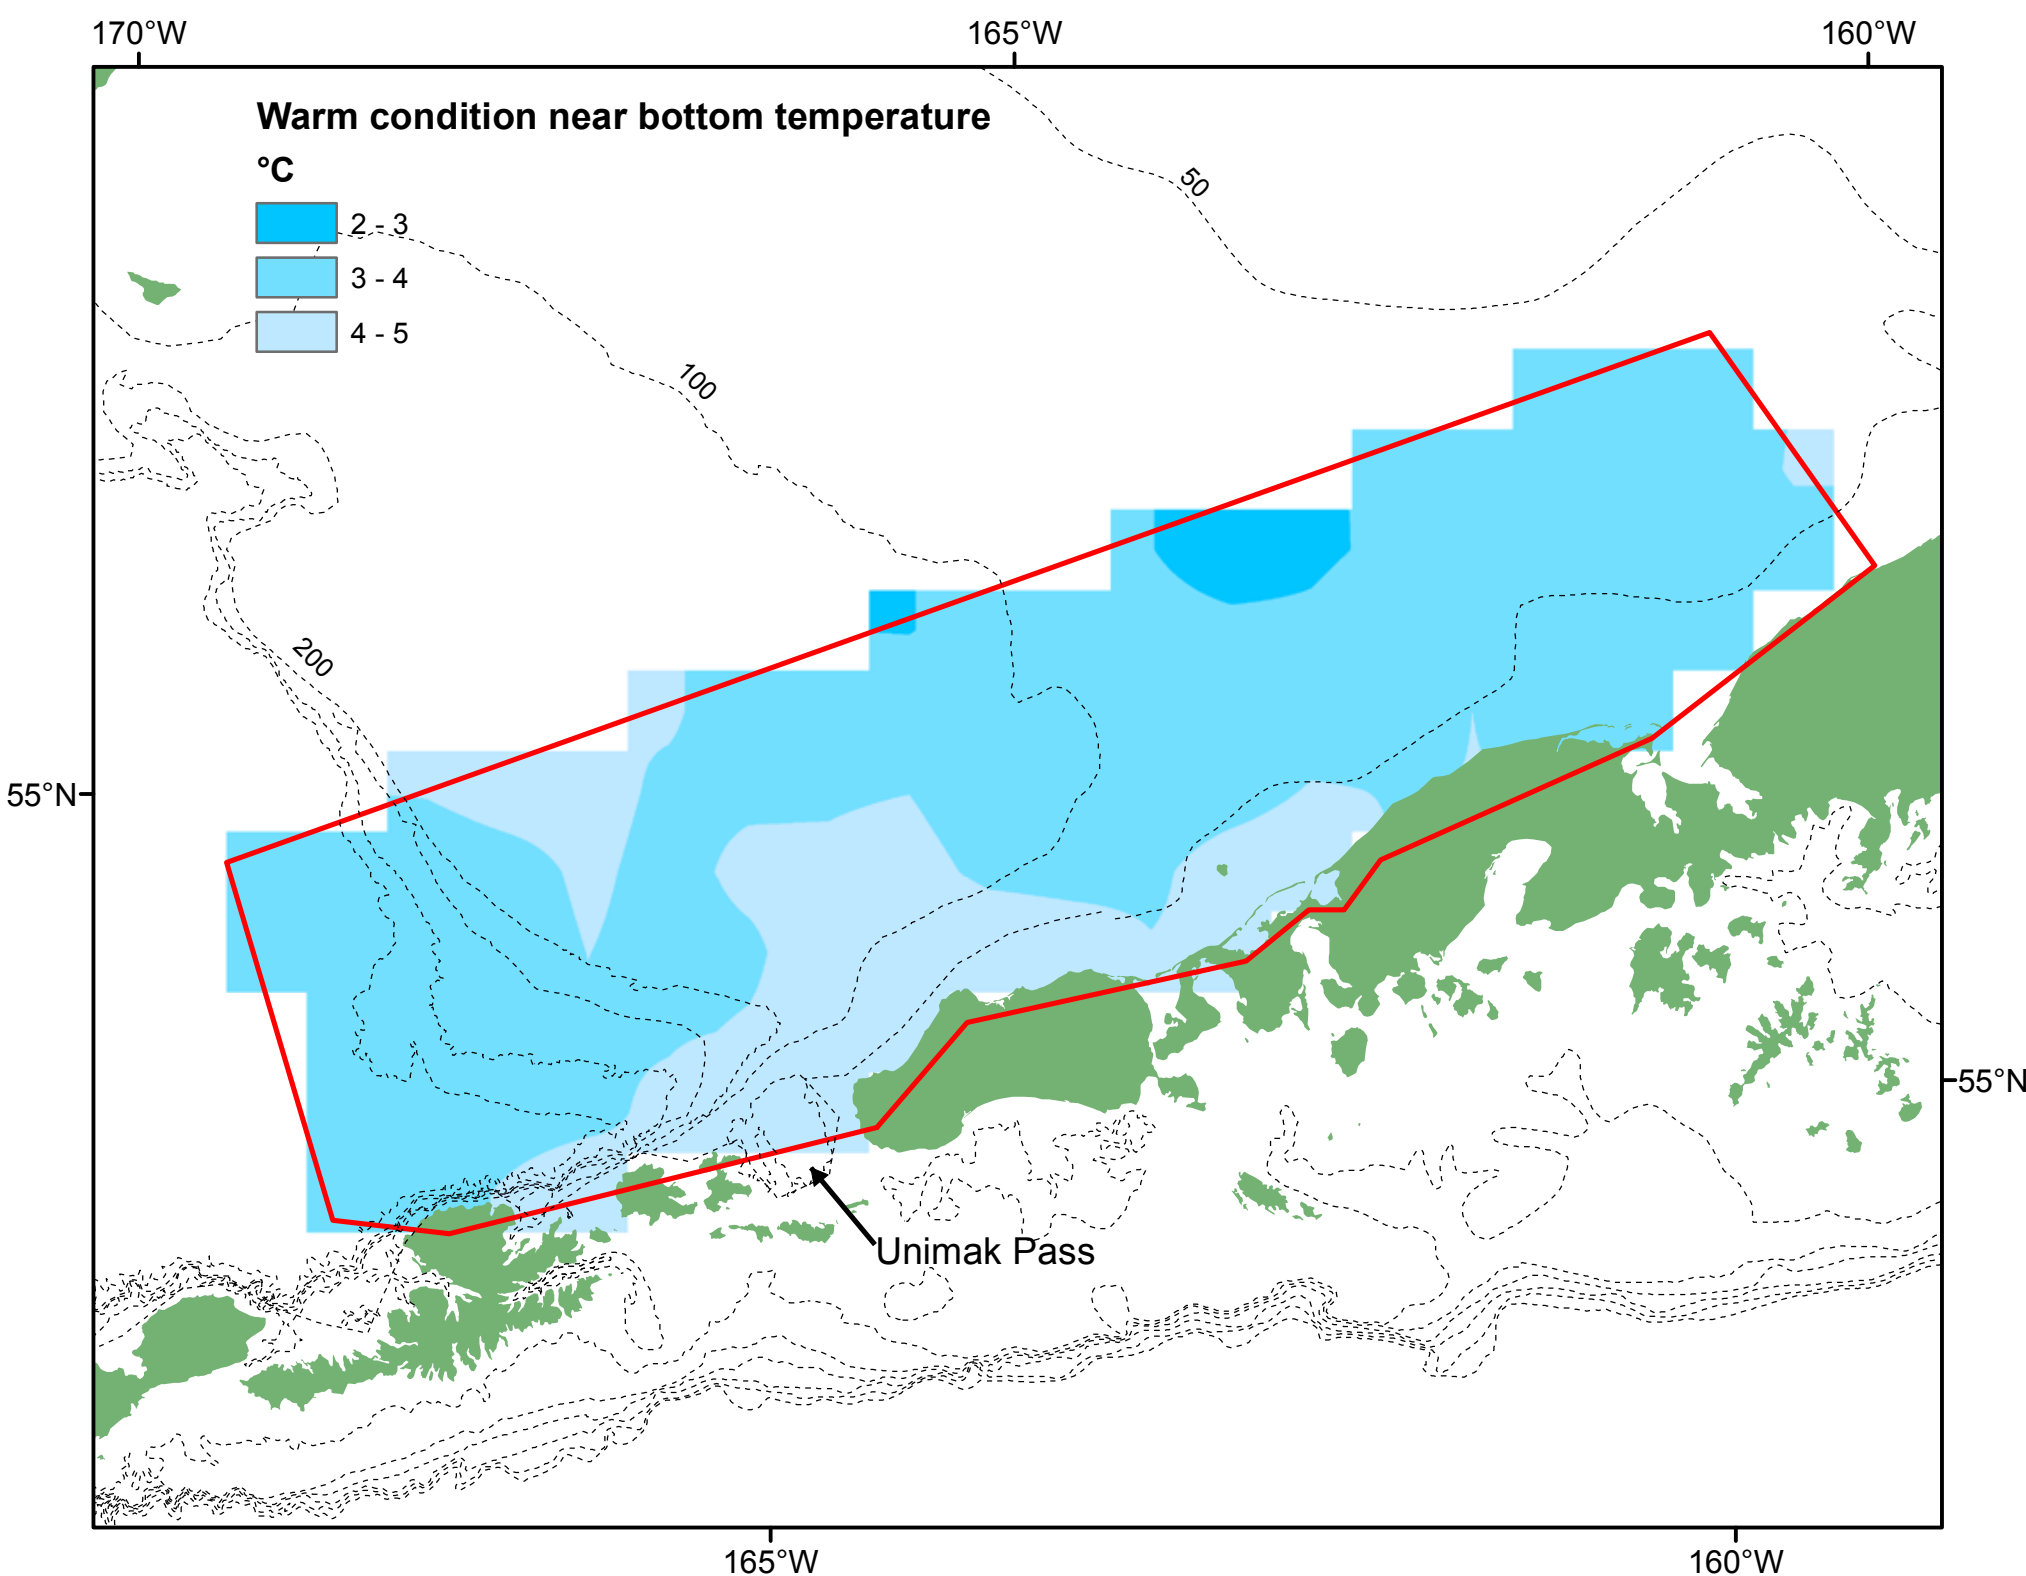 170°W
165°W
160°W
Warm condition near bottom temperature
°C
2 - 3
3 - 4
4 - 5
50
100
200
55°N
55°N
Unimak Pass
165°W
160°W